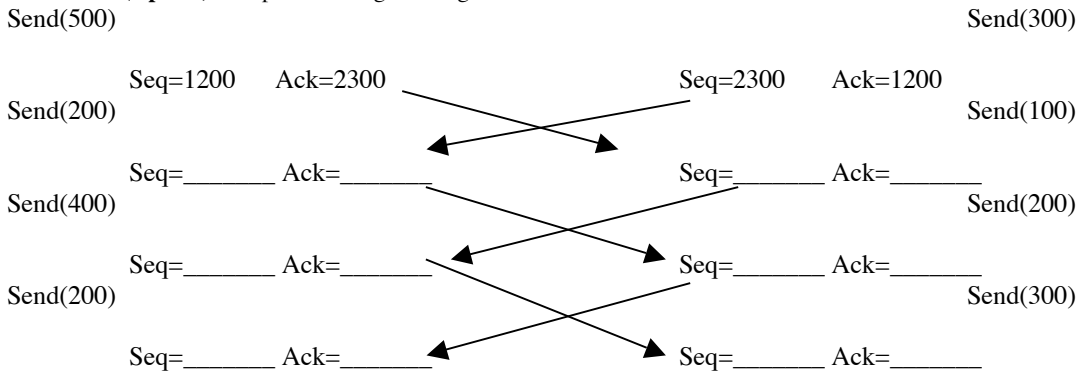 Send(500) Send(300)
Seq=1200 Ack=2300 Seq=2300 Ack=1200
Send(200) Send(100)
Seq=_______ Ack=_______ Seq=_______ Ack=_______
Send(400) Send(200)
Seq=_______ Ack=_______ Seq=_______ Ack=_______
Send(200) Send(300)
Seq=_______ Ack=_______ Seq=_______ Ack=_______